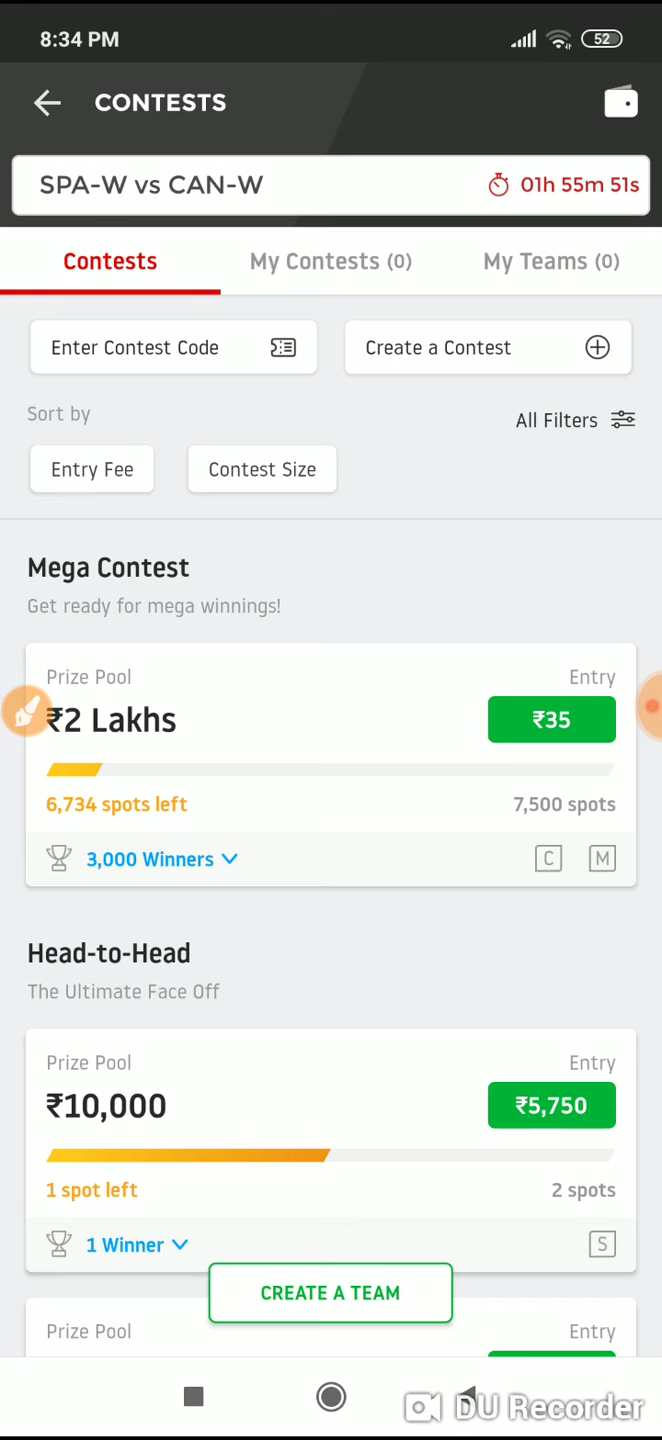 8:34 PM
52
CONTESTS
SPA-W vs CAN-W
01h 55m 51s
Contests
My Contests (0)
My Teams (0)
Enter Contest Code
Create a Contest
Sort by
All Filters
Entry Fee
Contest Size
Mega Contest
Get ready for mega winnings!
Prize Pool
Entry
₹2 Lakhs
₹35
6,734 spots left
7,500 spots
3,000 Winners
C
M
Head-to-Head
The Ultimate Face Off
Prize Pool
Entry
₹10,000
₹5,750
1 spot left
2 spots
1 Winner
S
CREATE A TEAM
Prize Pool
Entry
DU Recorder